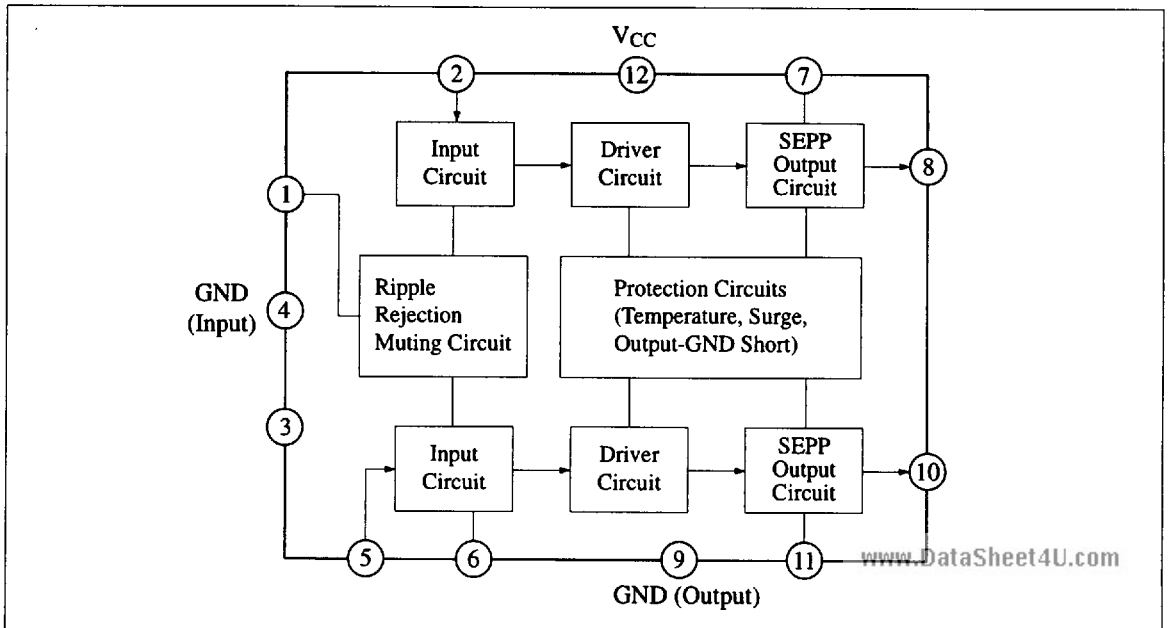 VCC
2
12
7
Input
Circuit
Driver
Circuit
SEPP
Output
Circuit
8
1
Ripple
Rejection
Muting Circuit
Protection Circuits
(Temperature, Surge,
Output-GND Short)
GND
(Input)
4
3
Input
Circuit
Driver
Circuit
SEPP
Output
Circuit
10
5
6
9
11
www.DataSheet4U.com
GND (Output)